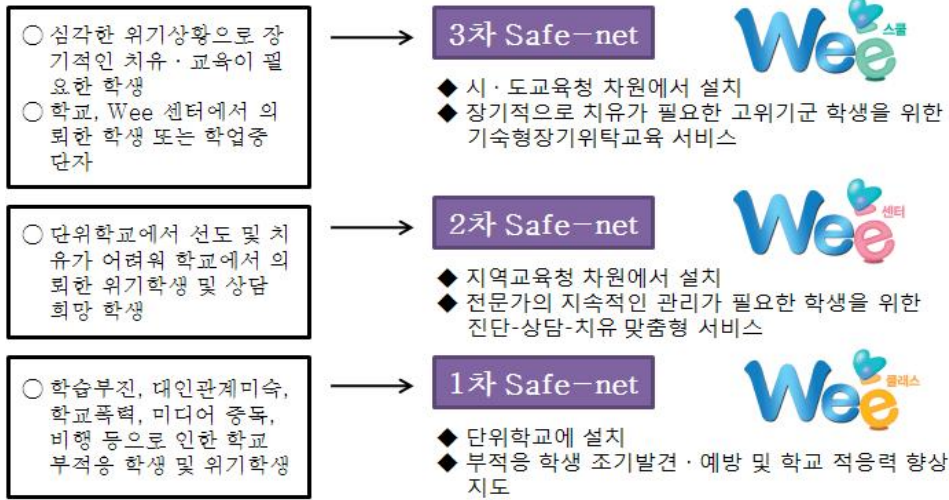 ○ 심각한 위기상황으로 장
기적인 치유 · 교육이 필
요한 학생
○ 학교, Wee 센터에서 의
뢰한 학생 또는 학업중
단자
3차 Safe-net
Wee 스쿨
◆ 시 · 도교육청 차원에서 설치
◆ 장기적으로 치유가 필요한 고위기군 학생을 위한
기숙형장기위탁교육 서비스
○ 단위학교에서 선도 및 치
유가 어려워 학교에서 의
뢰한 위기학생 및 상담
희망 학생
2차 Safe-net
Wee 센터
◆ 지역교육청 차원에서 설치
◆ 전문가의 지속적인 관리가 필요한 학생을 위한
진단-상담-치유 맞춤형 서비스
○ 학습부진, 대인관계미숙,
학교폭력, 미디어 중독,
비행 등으로 인한 학교
부적응 학생 및 위기학생
1차 Safe-net
Wee 클래스
◆ 단위학교에 설치
◆ 부적응 학생 조기발견 · 예방 및 학교 적응력 향상
지도